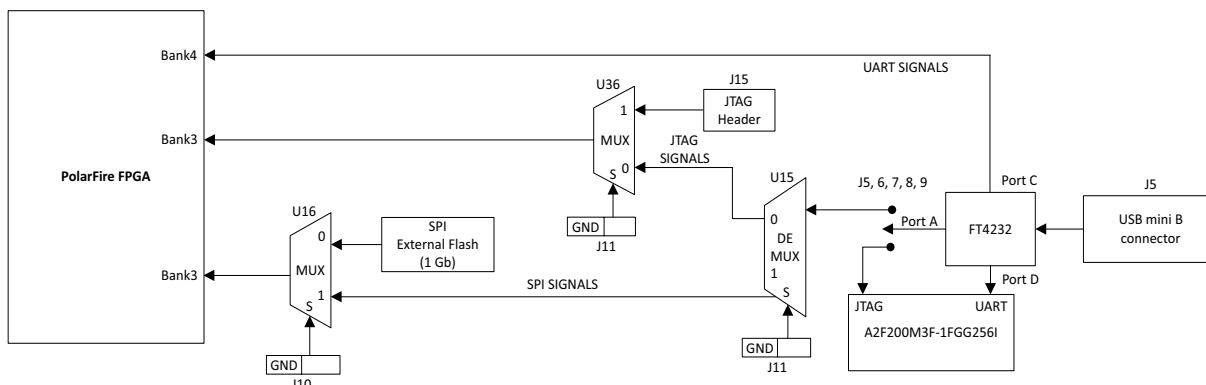 Bank4
UART SIGNALS
U36
J15
1
JTAG
Header
Bank3
MUX
JTAG
SIGNALS
PolarFire FPGA
0
S
U15
J5, 6, 7, 8, 9
Port C
J5
U16
SPI
External Flash
(1 Gb)
GND
J11
0
DE
MUX
1
S
Port A
FT4232
USB mini B
connector
0
MUX
1
S
Bank3
SPI SIGNALS
Port D
JTAG
UART
A2F200M3F-1FGG256I
GND
J10
GND
J11